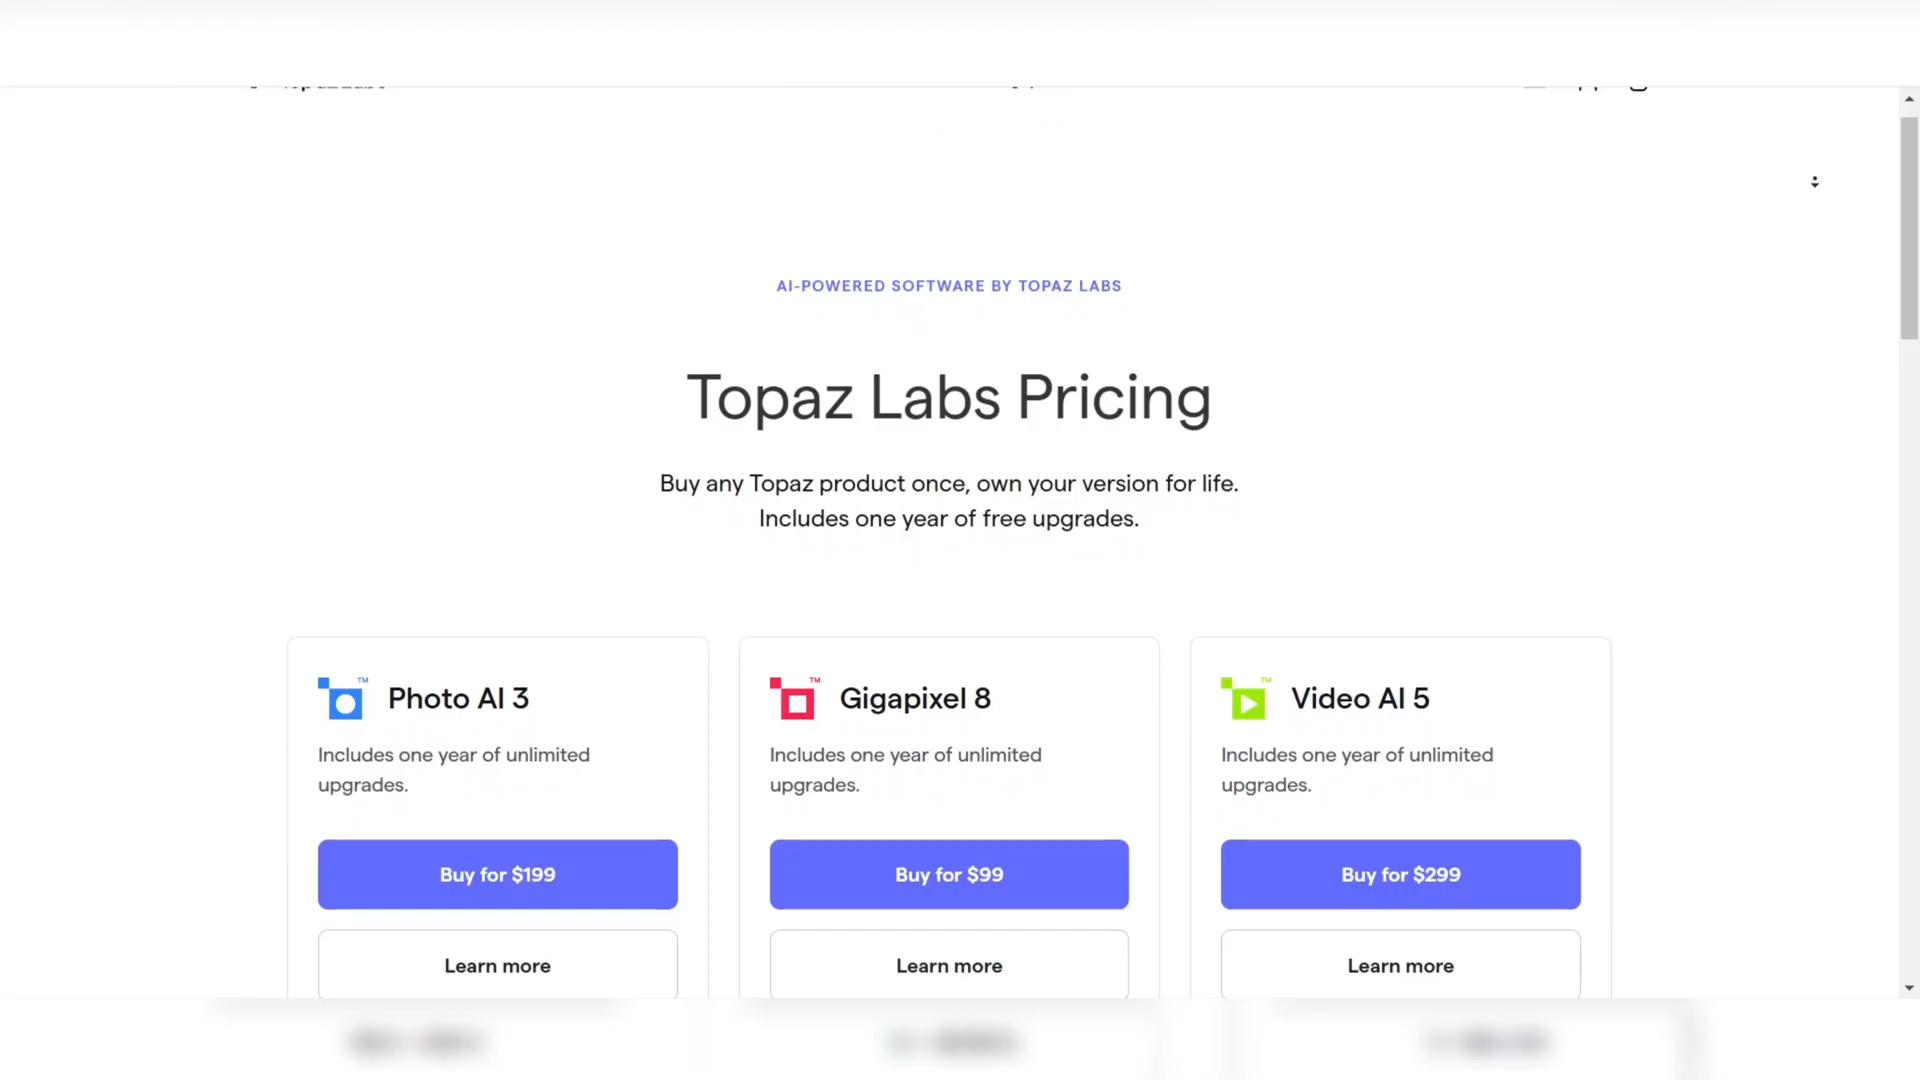 AI-POWERED SOFTWARE BY TOPAZ LABS
Topaz Labs Pricing
Buy any Topaz product once, own your version for life.
Includes one year of free upgrades.
Photo AI 3
Includes one year of unlimited
upgrades.
Buy for $199
Learn more
Gigapixel 8
Includes one year of unlimited
upgrades.
Buy for $99
Learn more
Video AI 5
Includes one year of unlimited
upgrades.
Buy for $299
Learn more